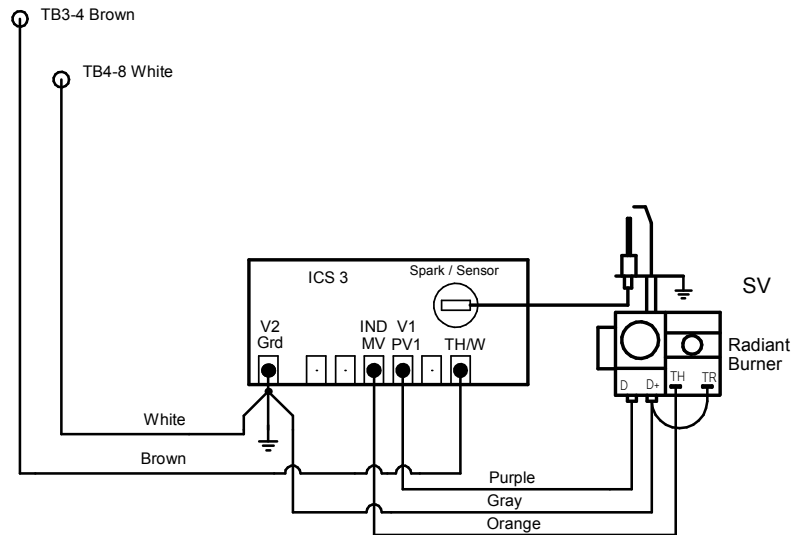 TB3-4 Brown
TB4-8 White
ICS 3
Spark / Sensor
V2
Grd
IND
MV
V1
PV1
TH/W
SV
Radiant
Burner
D
D+
TH
TR
White
Brown
Purple
Gray
Orange